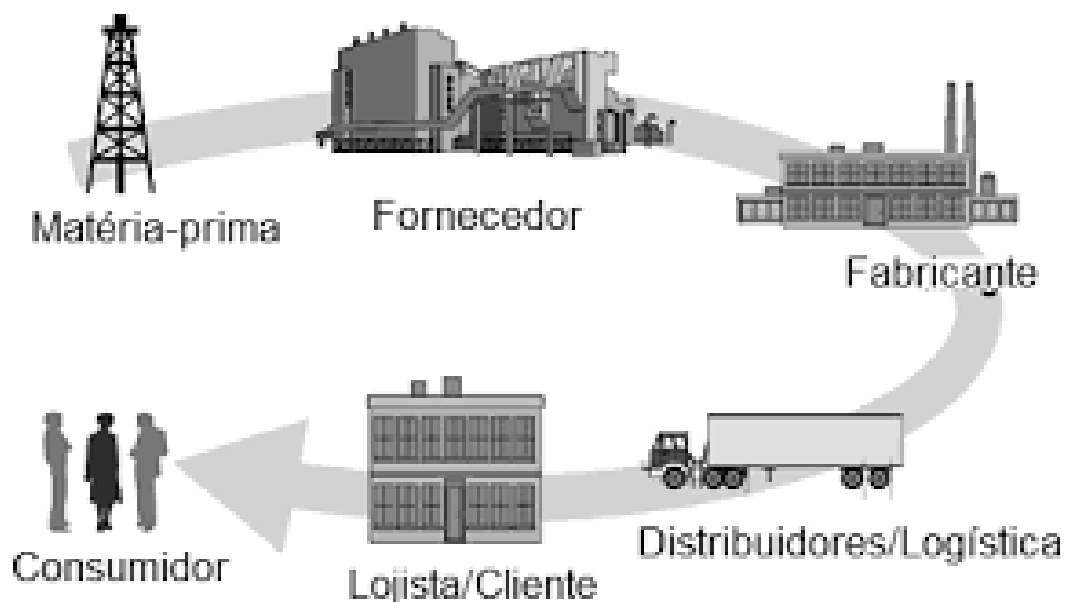 Matéria-prima
Fornecedor
Fabricante
Distribuidores/Logística
Lojista/Cliente
Consumidor